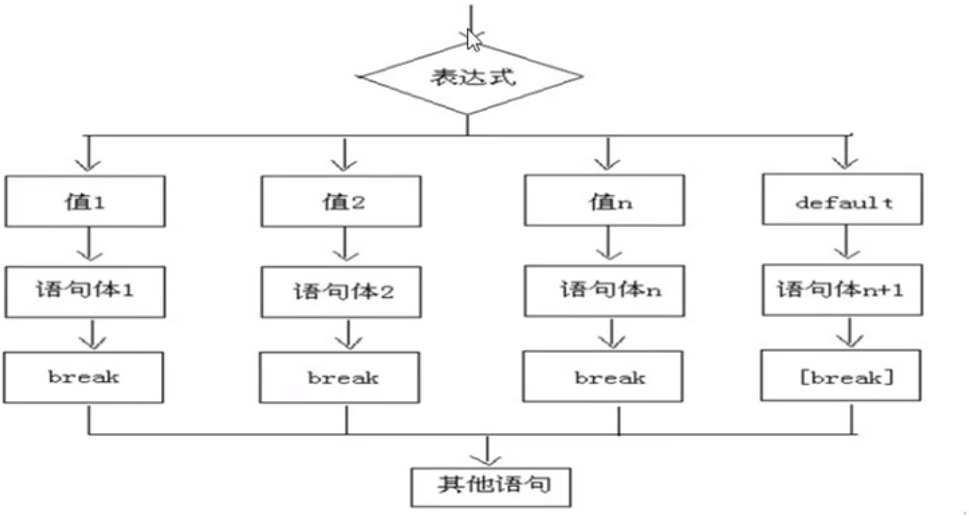 表达式
值1
值2
值n
default
语句体1
语句体2
语句体n
语句体n+1
break
break
break
[break]
其他语句